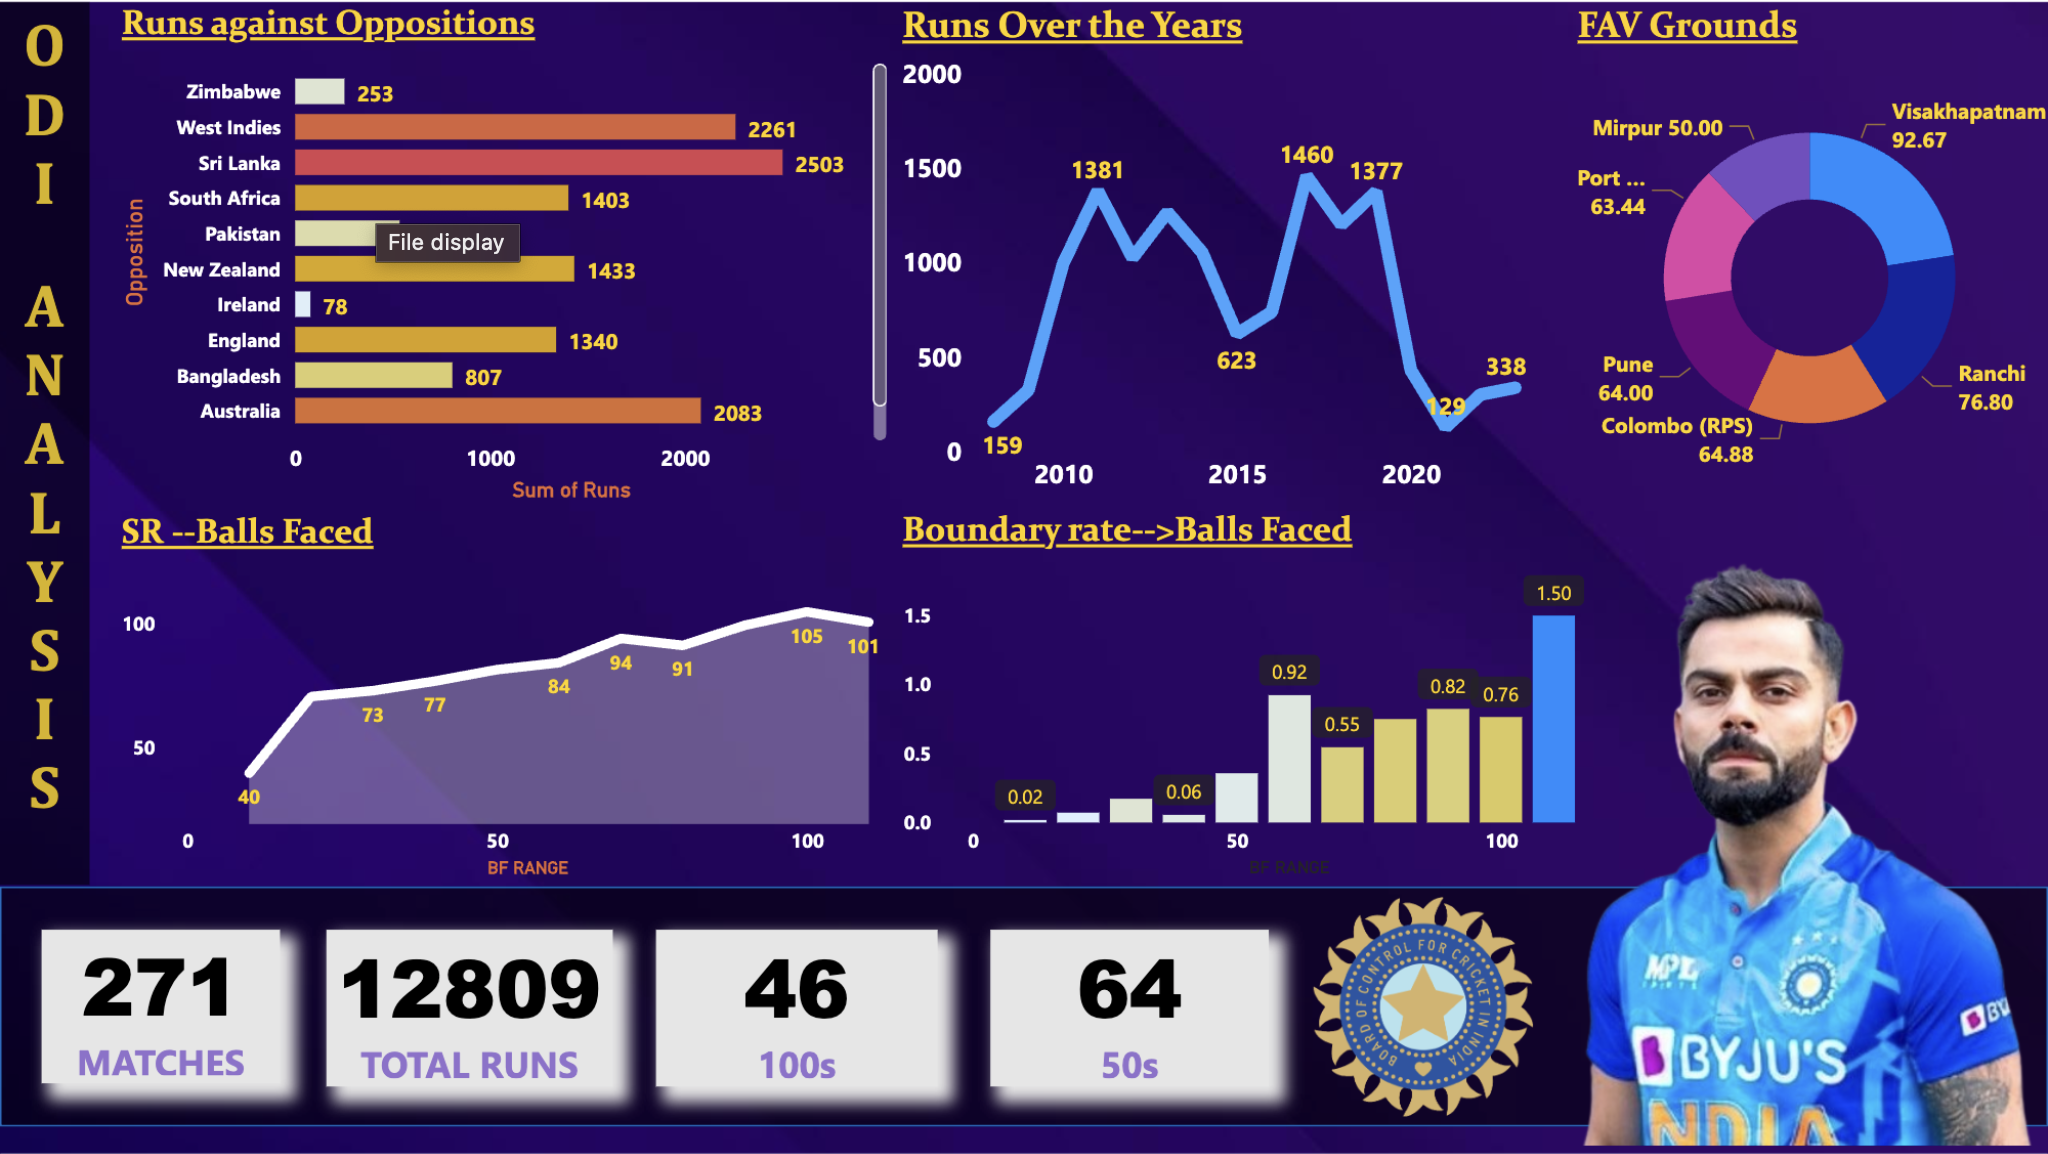 ODI ANALYSIS
Runs against Oppositions
Opposition
Zimbabwe 253
West Indies 2261
Sri Lanka 2503
South Africa 1403
Pakistan
File display
New Zealand 1433
Ireland 78
England 1340
Bangladesh 807
Australia 2083
0 1000 2000
Sum of Runs
Runs Over the Years
2000
1500
1000
500
0
159
1381
623
1460
1377
129
338
2010 2015 2020
FAV Grounds
Visakhapatnam
92.67
Mirpur 50.00
Port ...
63.44
Pune
64.00
Colombo (RPS)
64.88
Ranchi
76.80
SR --Balls Faced
100
50
40
73
77
84
94
91
105
101
0 50 100
BF RANGE
Boundary rate-->Balls Faced
1.5
1.0
0.5
0.0
0.02
0.06
0.92
0.55
0.82
0.76
1.50
0 50 100
BF RANGE
271
MATCHES
12809
TOTAL RUNS
46
100s
64
50s
BOARD OF CONTROL FOR CRICKET IN INDIA
MPL
BYJU'S
BYJ
NDIA